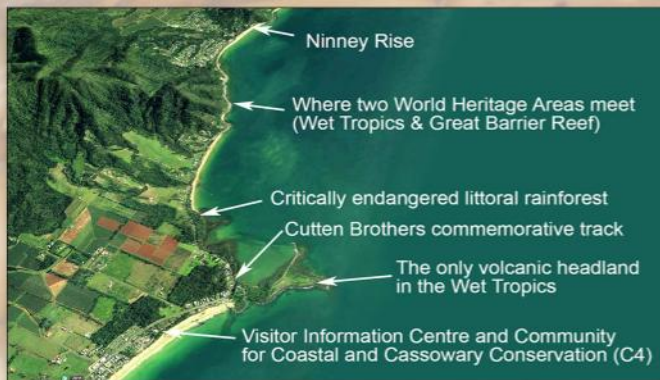 Ninney Rise
Where two World Heritage Areas meet
(Wet Tropics & Great Barrier Reef)
Critically endangered littoral rainforest
Cutten Brothers commemorative track
The only volcanic headland
in the Wet Tropics
Visitor Information Centre and Community
for Coastal and Cassowary Conservation (C4)